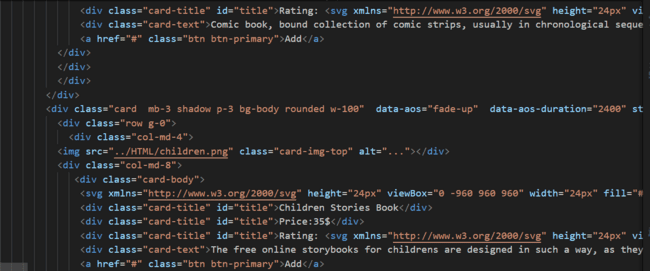 <div class="card-title" id="title">Rating: <svg xmlns="http://www.w3.org/2000/svg" height="24px" vi
<div class="card-text">Comic book, bound collection of comic strips, usually in chronological seque
<a href="#" class="btn btn-primary">Add</a>
</div>
</div>
</div>
</div>
<div class="card  mb-3 shadow p-3 bg-body rounded w-100"  data-aos="fade-up"  data-aos-duration="2400" st
<div class="row g-0">
<div class="col-md-4">
<img src="../HTML/children.png" class="card-img-top" alt="..."></div>
<div class="col-md-8">
<div class="card-body">
<svg xmlns="http://www.w3.org/2000/svg" height="24px" viewBox="0 -960 960 960" width="24px" fill="#
<div class="card-title" id="title">Children Stories Book</div>
<div class="card-title" id="title">Price:35$</div>
<div class="card-title" id="title">Rating: <svg xmlns="http://www.w3.org/2000/svg" height="24px" vi
<div class="card-text">The free online storybooks for childrens are designed in such a way, as they
<a href="#" class="btn btn-primary">Add</a>